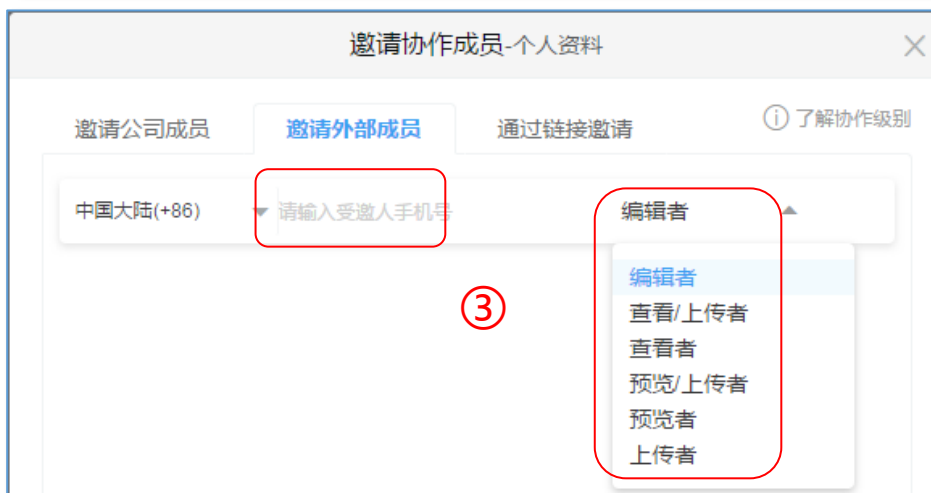 邀请协作成员-个人资料
邀请公司成员 邀请外部成员 通过链接邀请 了解协作级别
中国大陆(+86) 请输入受邀人手机号 编辑者
③
编辑者
查看/上传者
查看者
预览/上传者
预览者
上传者